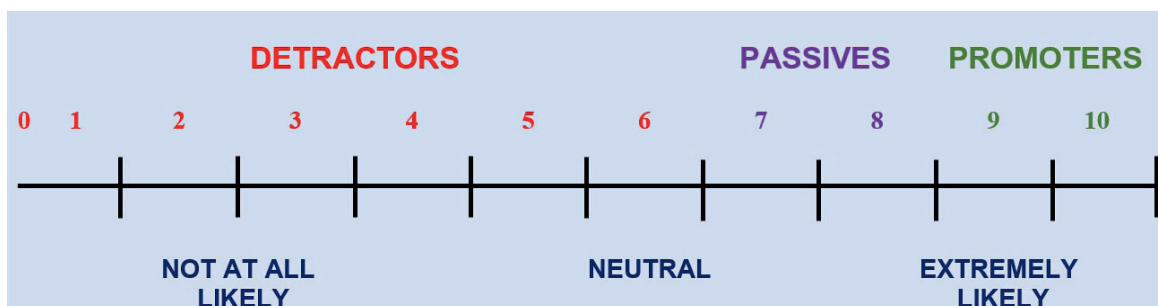 DETRACTORS PASSIVES PROMOTERS
0 1 2 3 4 5 6 7 8 9 10
NOT AT ALL NEUTRAL EXTREMELY
LIKELY LIKELY